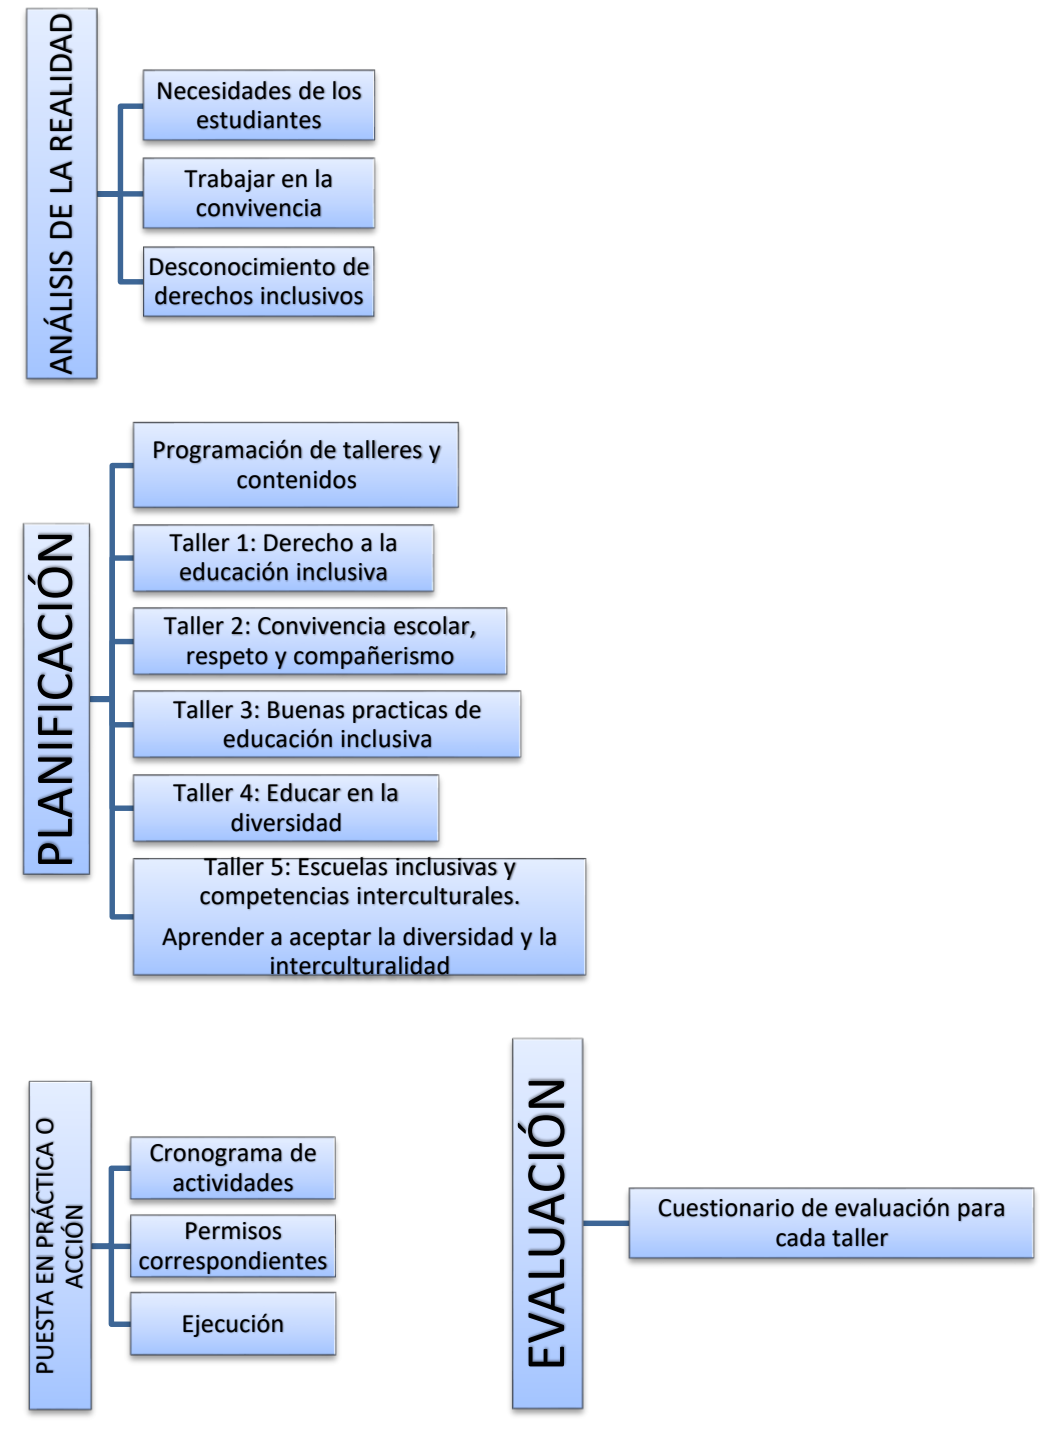 ANÁLISIS DE LA REALIDAD
Necesidades de los
estudiantes
Trabajar en la
convivencia
Desconocimiento de
derechos inclusivos
PLANIFICACIÓN
Programación de talleres y
contenidos
Taller 1: Derecho a la
educación inclusiva
Taller 2: Convivencia escolar,
respeto y compañerismo
Taller 3: Buenas practicas de
educación inclusiva
Taller 4: Educar en la
diversidad
Taller 5: Escuelas inclusivas y
competencias interculturales.
Aprender a aceptar la diversidad y la
interculturalidad
PUESTA EN PRÁCTICA O
ACCIÓN
Cronograma de
actividades
Permisos
correspondientes
Ejecución
EVALUACIÓN
Cuestionario de evaluación para
cada taller